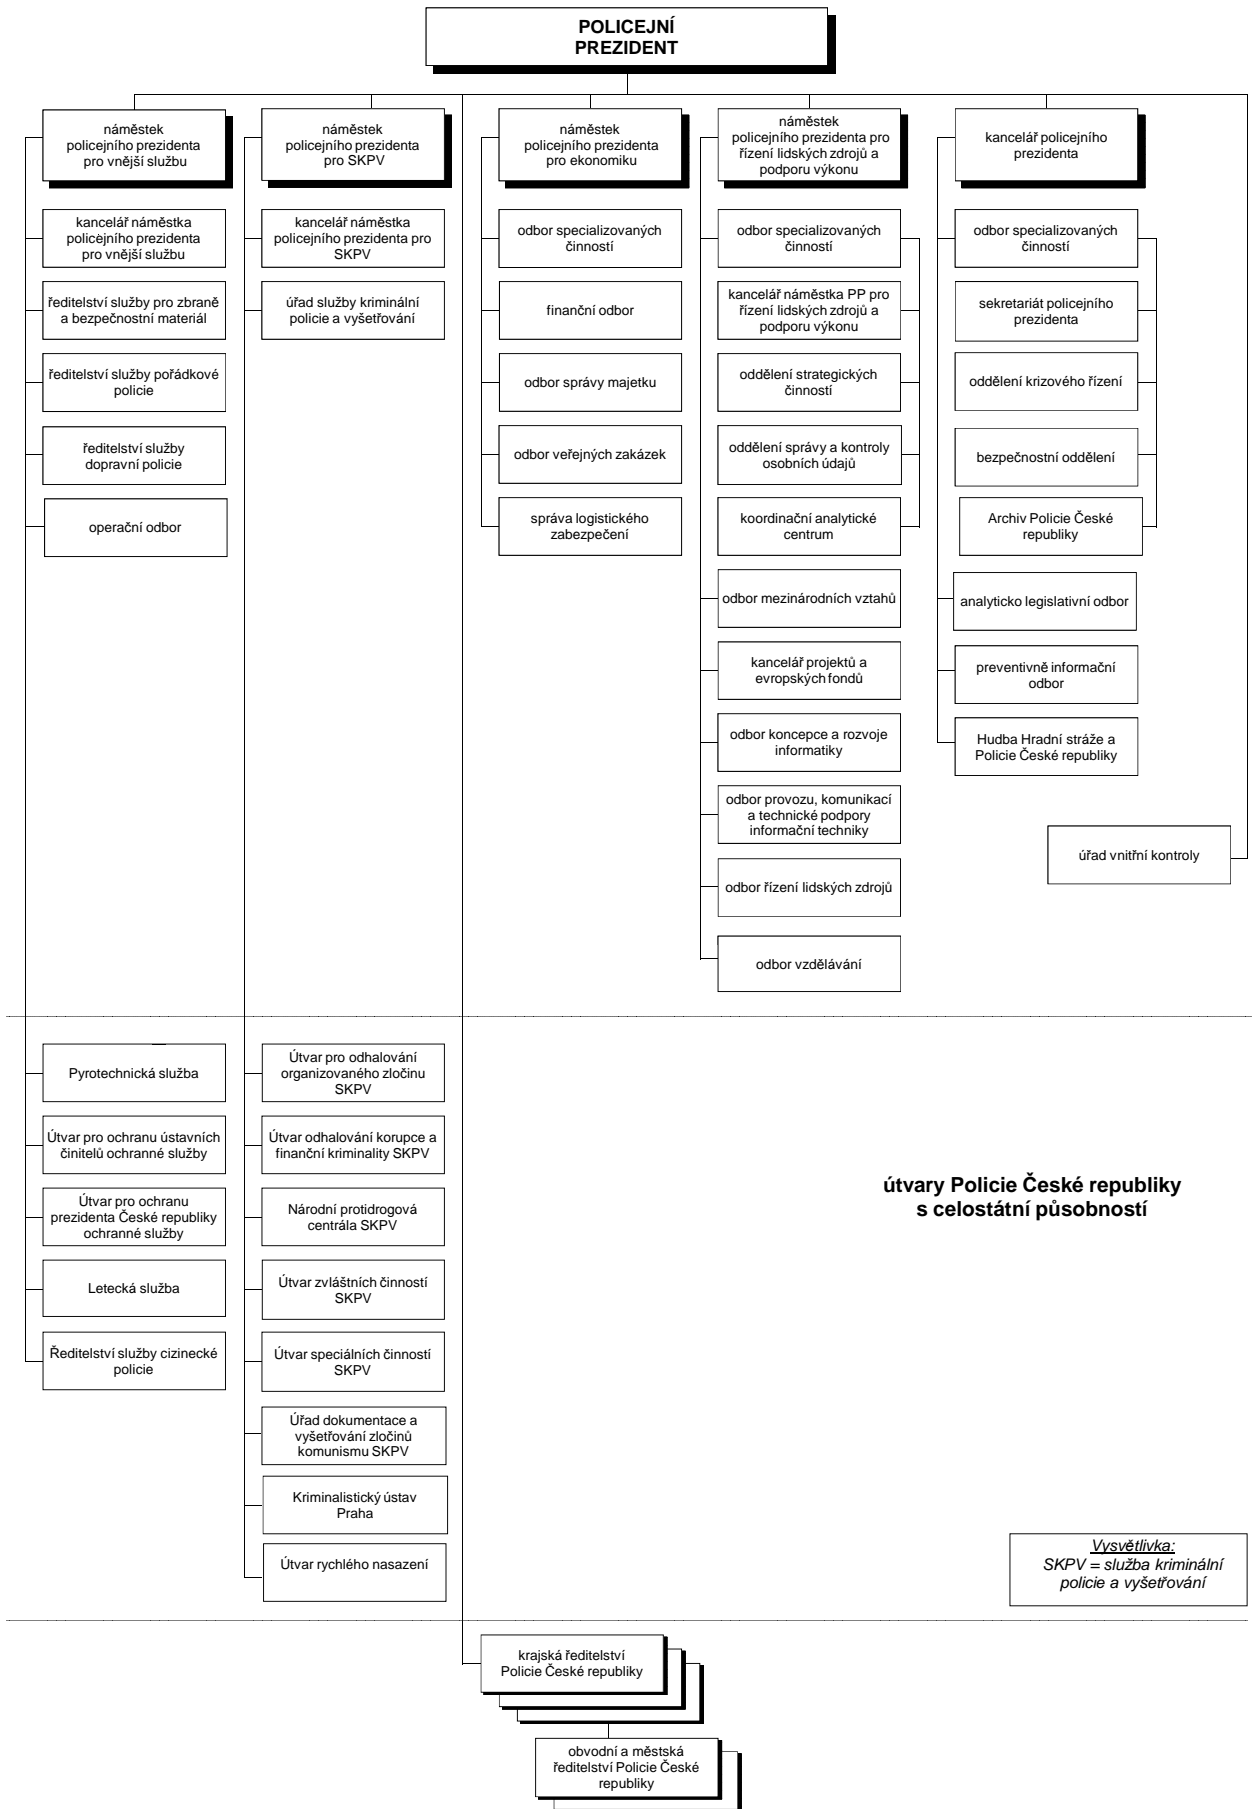 POLICEJNÍ
PREZIDENT
náměstek
policejního prezidenta
pro vnější službu
náměstek
policejního prezidenta
pro SKPV
náměstek
policejního prezidenta
pro ekonomiku
náměstek
policejního prezidenta pro
řízení lidských zdrojů a
podporu výkonu
kancelář policejního
prezidenta
kancelář náměstka
policejního prezidenta
pro vnější službu
kancelář náměstka
policejního prezidenta pro
SKPV
odbor specializovaných
činností
odbor specializovaných
činností
odbor specializovaných
činností
ředitelství služby pro zbraně
a bezpečnostní materiál
úřad služby kriminální
policie a vyšetřování
finanční odbor
kancelář náměstka PP pro
řízení lidských zdrojů a
podporu výkonu
sekretariát policejního
prezidenta
ředitelství služby pořádkové
policie
odbor správy majetku
oddělení strategických
činností
oddělení krizového řízení
ředitelství služby
dopravní policie
odbor veřejných zakázek
oddělení správy a kontroly
osobních údajů
bezpečnostní oddělení
operační odbor
správa logistického
zabezpečení
koordinační analytické
centrum
Archiv Policie České
republiky
odbor mezinárodních vztahů
analyticko legislativní odbor
kancelář projektů a
evropských fondů
preventivně informační
odbor
odbor koncepce a rozvoje
informatiky
Hudba Hradní stráže a
Policie České republiky
odbor provozu, komunikací
a technické podpory
informační techniky
úřad vnitřní kontroly
odbor řízení lidských zdrojů
odbor vzdělávání
Pyrotechnická služba
Útvar pro odhalování
organizovaného zločinu
SKPV
Útvar pro ochranu ústavních
činitelů ochranné služby
Útvar odhalování korupce a
finanční kriminality SKPV
Útvar pro ochranu
prezidenta České republiky
ochranné služby
Národní protidrogová
centrála SKPV
útvary Policie České republiky
s celostátní působností
Letecká služba
Útvar zvláštních činností
SKPV
Ředitelství služby cizinecké
policie
Útvar speciálních činností
SKPV
Úřad dokumentace a
vyšetřování zločinů
komunismu SKPV
Kriminalistický ústav
Praha
Útvar rychlého nasazení
Vysvětlivka:
SKPV = služba kriminální
policie a vyšetřování
krajská ředitelství
Policie České republiky
obvodní a městská
ředitelství Policie České
republiky